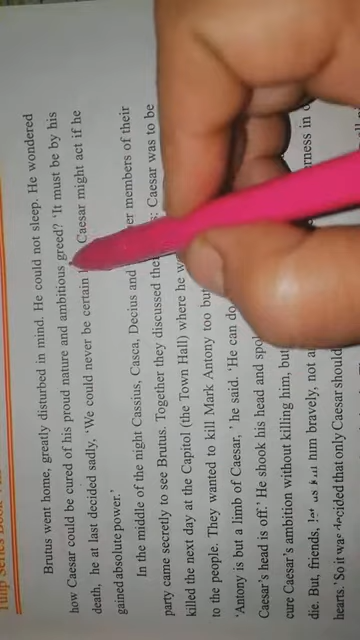 Tulip Series Book
Brutus went home, greatly disturbed in mind. He could not sleep. He wondered
how Caesar could be cured of his proud nature and ambitious greed? 'It must be by his
death, he at last decided sadly, 'We could never be certain Caesar might act if he
gained absolute power.'
In the middle of the night Cassius, Casca, Decius and er members of their
party came secretly to see Brutus. Together they discussed Caesar was to be
killed the next day at the Capitol (the Town Hall) where he
to the people. They wanted to kill Mark Antony too but
'Antony is but a limb of Caesar, ' he said. 'He can do
Caesar's head is off.' He shook his head and
cure Caesar's ambition without killing him, but
die. But, friends, him bravely, not
hearts.' So it was decided that only Caesar should